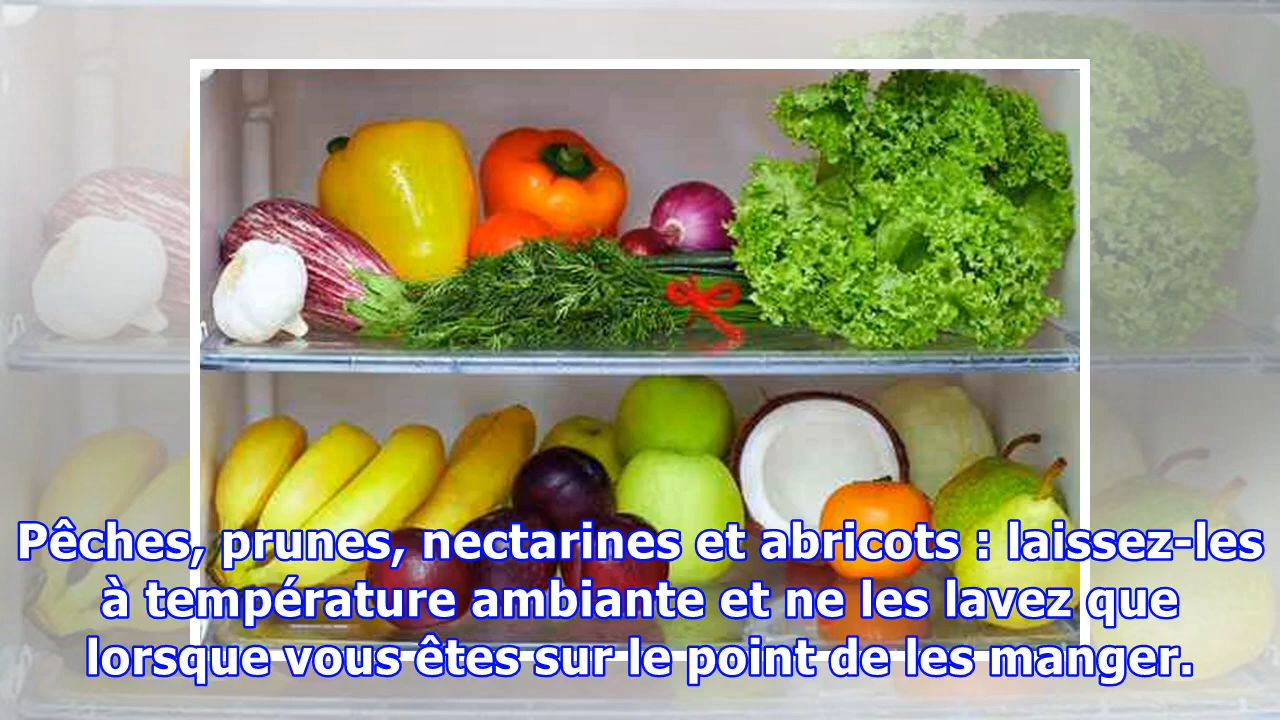 Pêches, prunes, nectarines et abricots : laissez-les
à température ambiante et ne les lavez que
lorsque vous êtes sur le point de les manger.